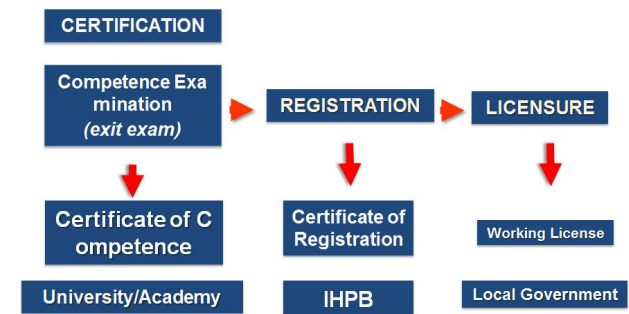 CERTIFICATION
Competence Exa
mination
(exit exam)
REGISTRATION
LICENSURE
Certificate of C
ompetence
Certificate of
Registration
Working License
University/Academy
IHPB
Local Government